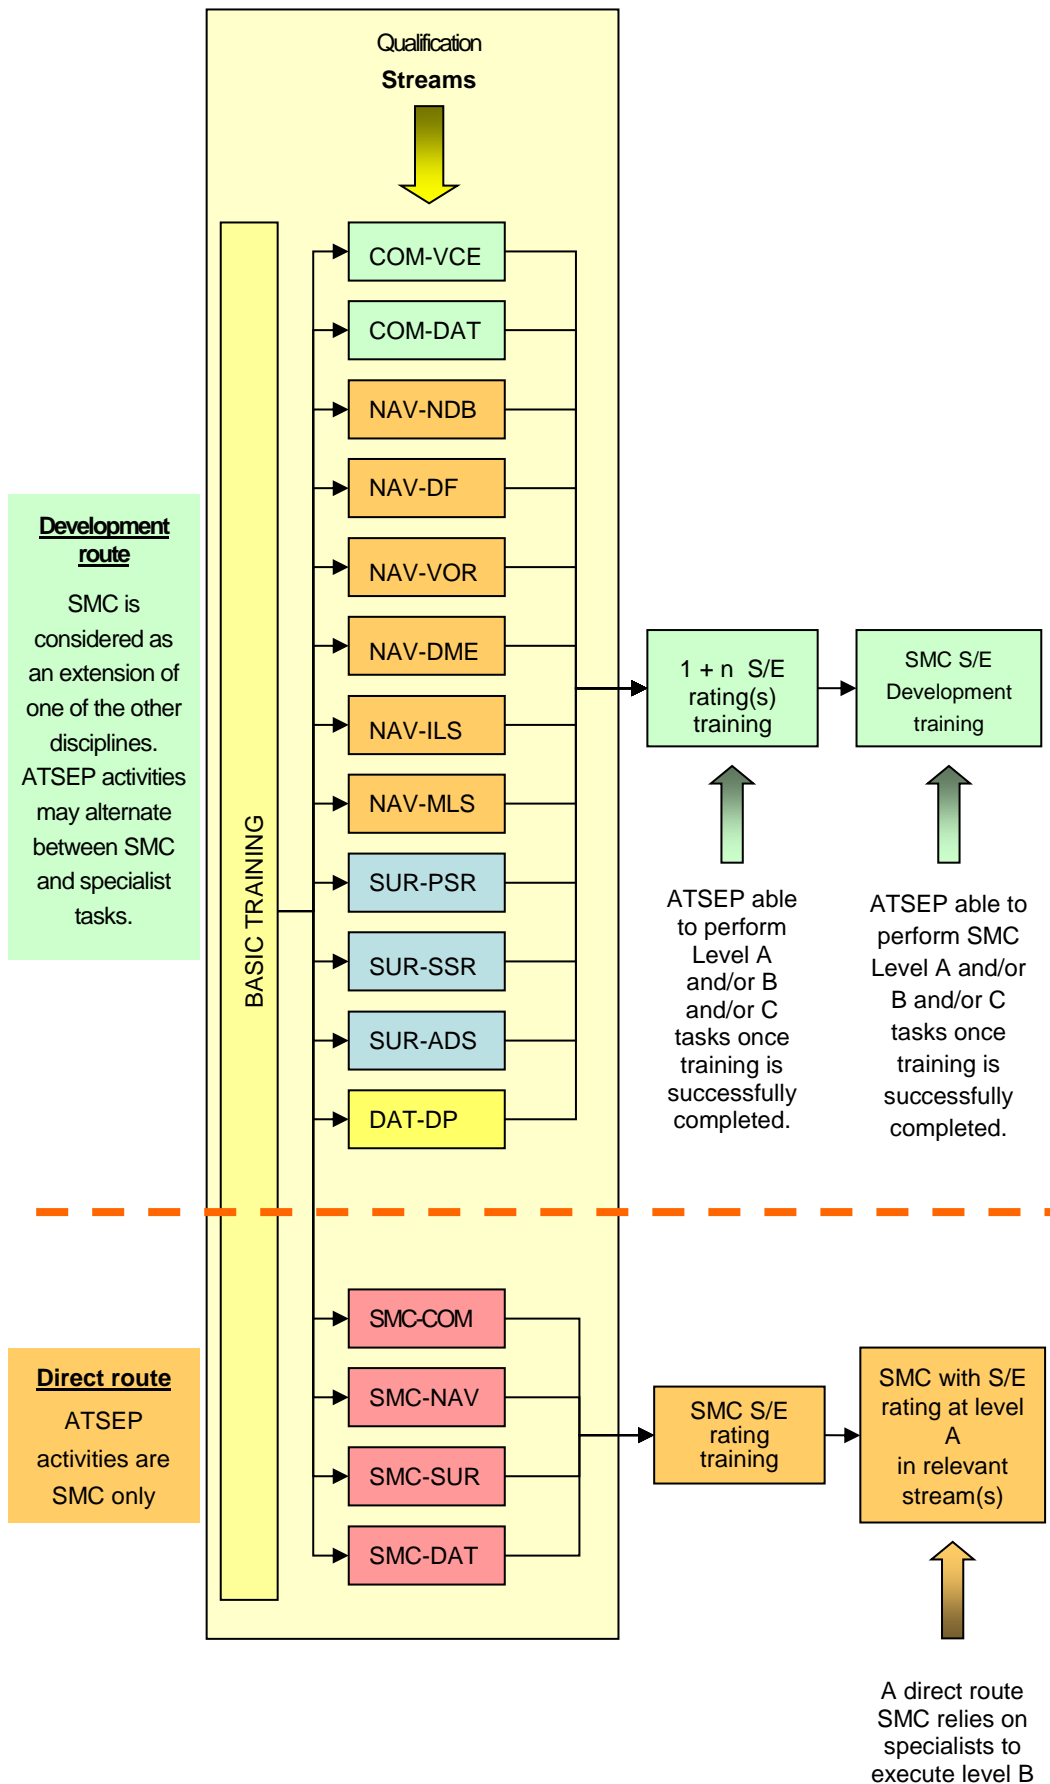 Qualification
Streams
BASIC TRAINING
COM-VCE
COM-DAT
NAV-NDB
NAV-DF
NAV-VOR
NAV-DME
NAV-ILS
NAV-MLS
SUR-PSR
SUR-SSR
SUR-ADS
DAT-DP
Development
route
SMC is
considered as
an extension of
one of the other
disciplines.
ATSEP activities
may alternate
between SMC
and specialist
tasks.
1 + n S/E
rating(s)
training
SMC S/E
Development
training
ATSEP able
to perform
Level A
and/or B
and/or C
tasks once
training is
successfully
completed.
ATSEP able to
perform SMC
Level A and/or
B and/or C
tasks once
training is
successfully
completed.
SMC-COM
SMC-NAV
SMC-SUR
SMC-DAT
Direct route
ATSEP
activities are
SMC only
SMC S/E
rating
training
SMC with S/E
rating at level
A
in relevant
stream(s)
A direct route
SMC relies on
specialists to
execute level B